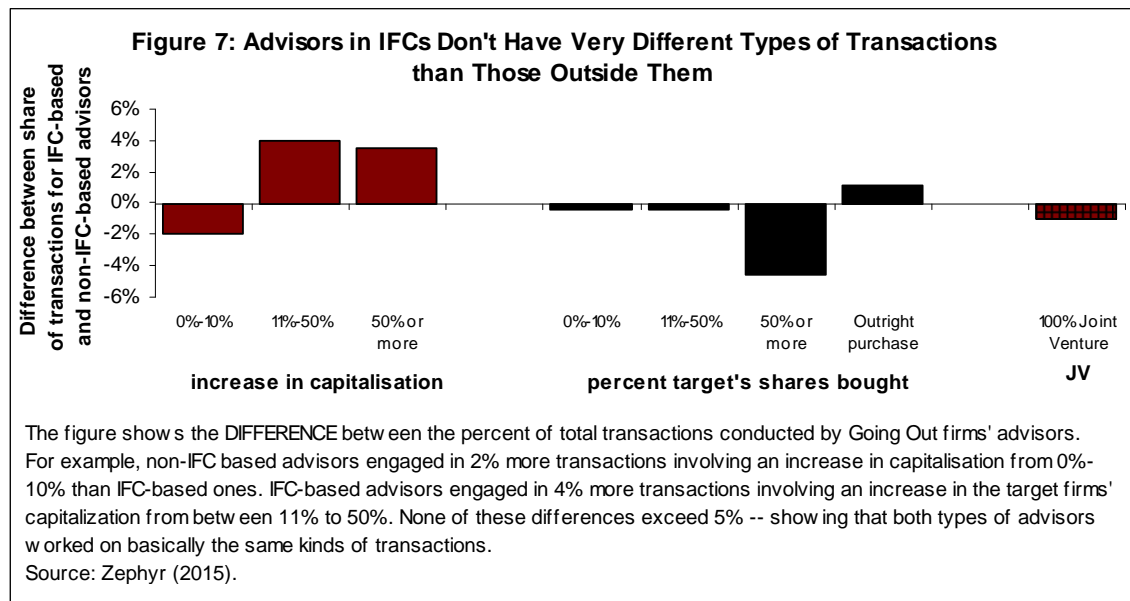 Figure 7: Advisors in IFCs Don't Have Very Different Types of Transactions
than Those Outside Them
Difference between share
of transactions for IFC-based
and non-IFC-based advisors
6%
4%
2%
0%
-2%
-4%
-6%
0%-10%
11%-50%
50% or
more
0%-10%
11%-50%
50% or
more
Outright
purchase
100% Joint
Venture
increase in capitalisation
percent target's shares bought
JV
The figure shows the DIFFERENCE between the percent of total transactions conducted by Going Out firms' advisors.
For example, non-IFC based advisors engaged in 2% more transactions involving an increase in capitalisation from 0%-
10% than IFC-based ones. IFC-based advisors engaged in 4% more transactions involving an increase in the target firms'
capitalization from between 11% to 50%. None of these differences exceed 5% -- showing that both types of advisors
worked on basically the same kinds of transactions.
Source: Zephyr (2015).